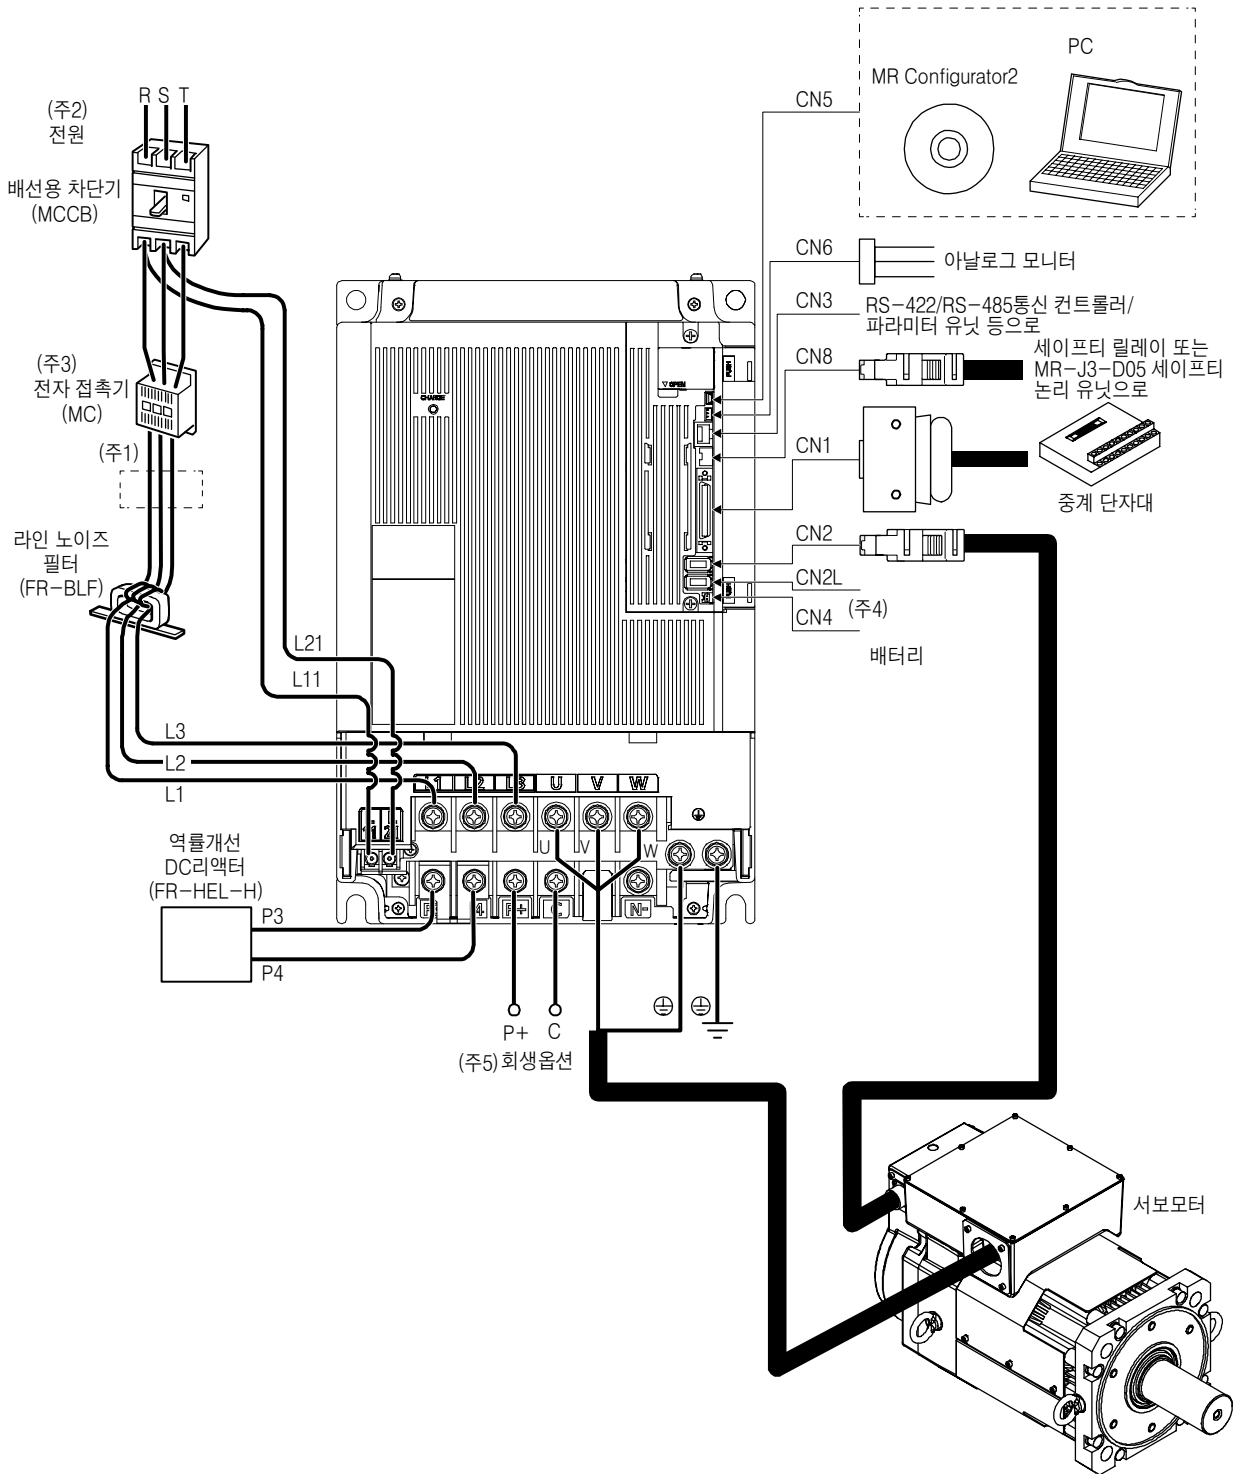 PC
MR Configurator2
CN5
R S T
(주2)
전원
배선용 차단기
(MCCB)
CN6
아날로그 모니터
CN3
RS-422/RS-485통신 컨트롤러/
파라미터 유닛 등으로
CN8
세이프티 릴레이 또는
MR-J3-D05 세이프티
논리 유닛으로
(주3)
전자 접촉기
(MC)
OPEN
CHARGE
(주1)
CN1
중계 단자대
라인 노이즈
필터
(FR-BLF)
CN2
CN2L
(주4)
CN4
배터리
L21
L11
L3
L2
L1
L1 L2 L3 U V W
U V W
역률개선
DC리액터
(FR-HEL-H)
P3
P4
N-
P+ C
(주5) 회생옵션
서보모터